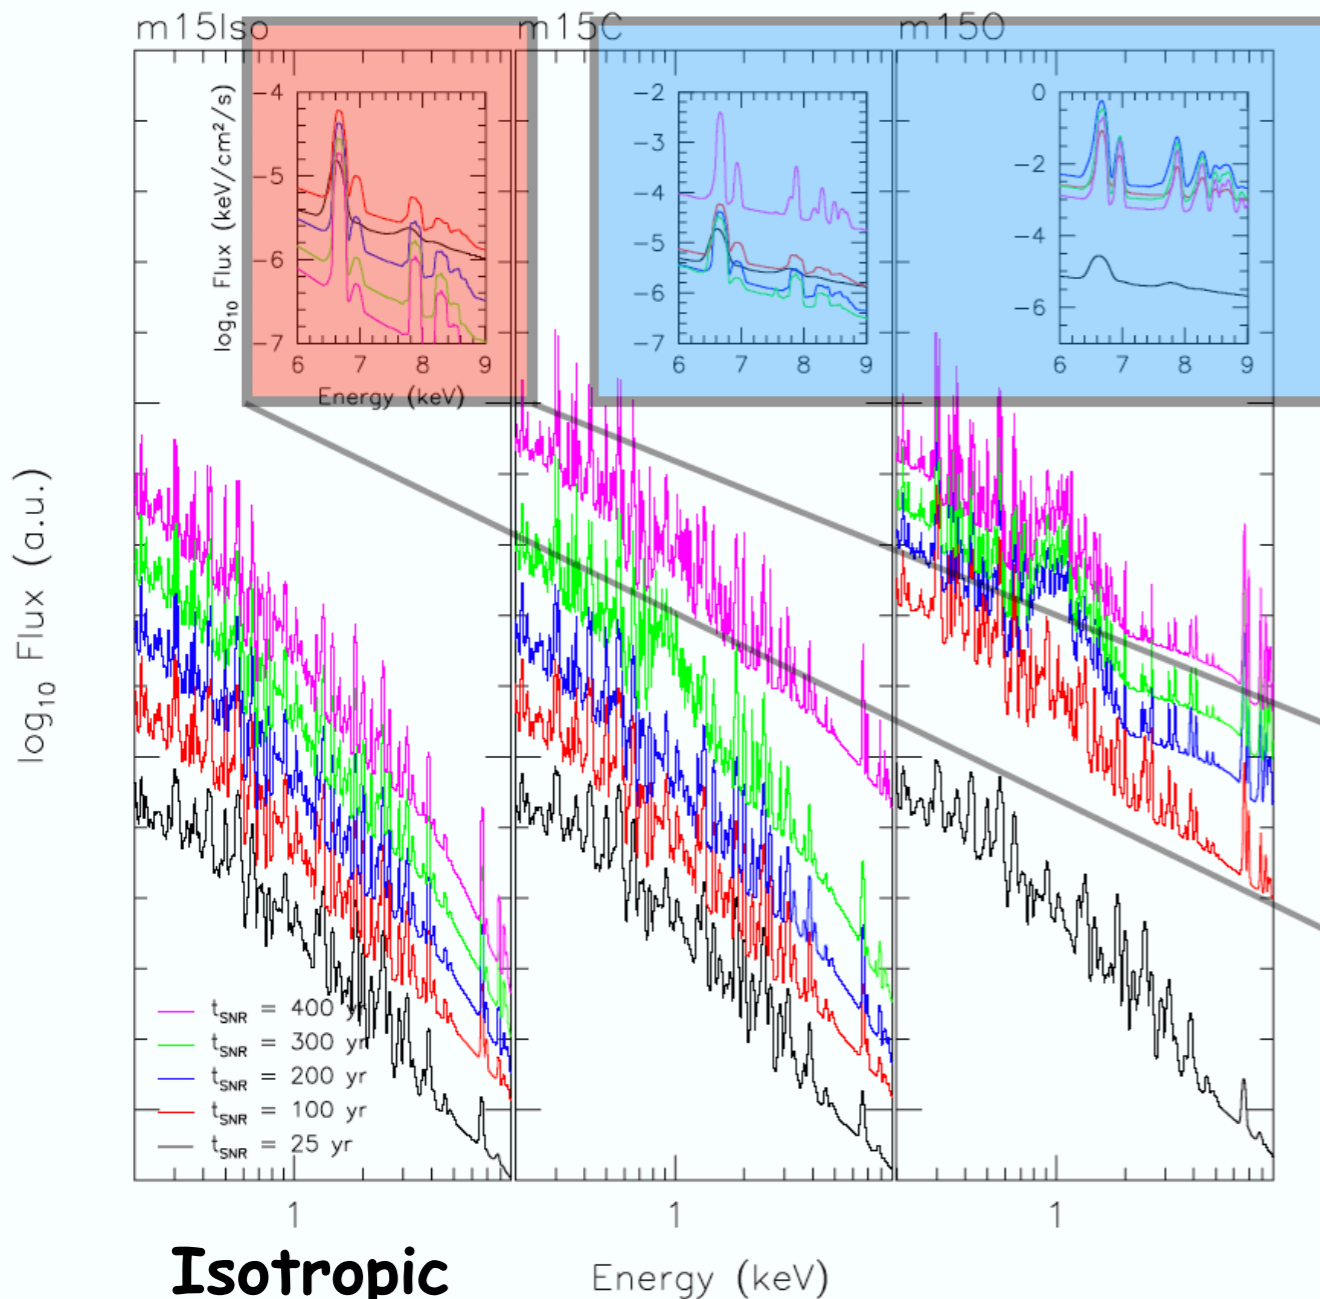 m15Iso
m15C
m15O
log10 Flux (keV/cm²/s)
−4
−5
−6
−7
6 7 8 9
Energy (keV)
−2
−3
−4
−5
−6
−7
6 7 8 9
0
−2
−4
−6
6 7 8 9
log10 Flux (a.u.)
tSNR = 400 yr
tSNR = 300 yr
tSNR = 200 yr
tSNR = 100 yr
tSNR = 25 yr
1
1
1
Energy (keV)
Isotropic